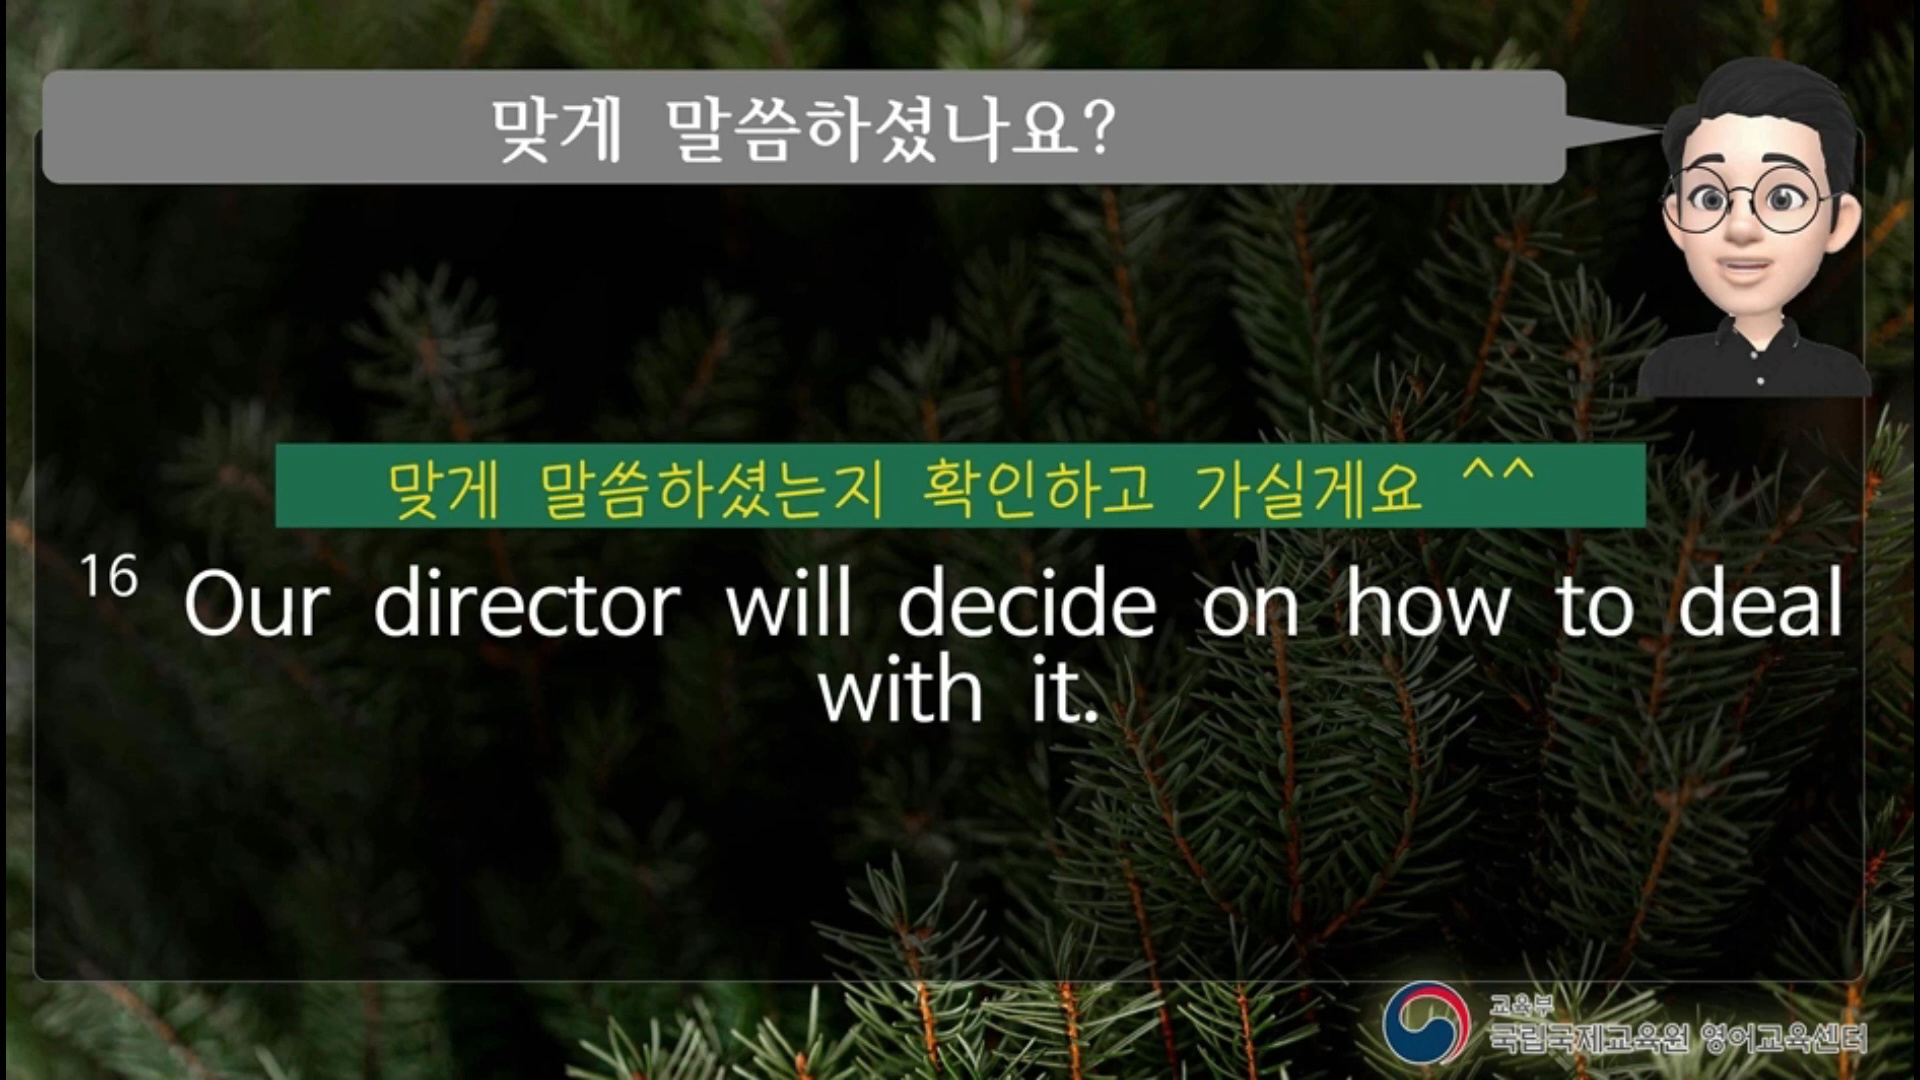 맞게 말씀하셨나요?
맞게 말씀하셨는지 확인하고 가실게요 ^^
16 Our director will decide on how to deal
with it.
교육부
국립국제교육원 영어교육센터